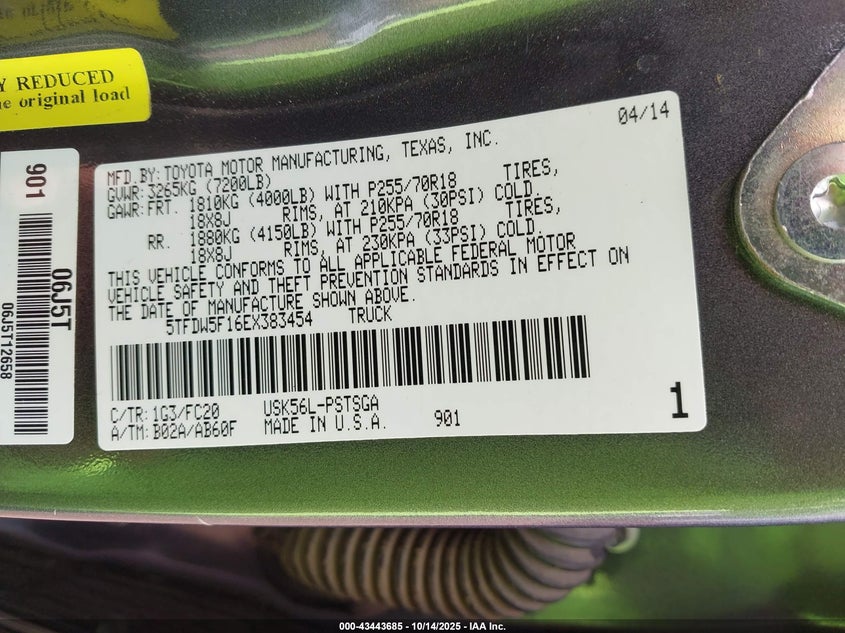 Y REDUCED
e original load
901
06J5T
06J5T12658
04/14
MFD.BY: TOYOTA MOTOR MANUFACTURING, TEXAS, INC.
GVWR: 3265KG (7200LB)
GAWR: FRT. 1810KG (4000LB) WITH P255/70R18 TIRES,
18X8J RIMS, AT 210KPA (30PSI) COLD.
RR. 1880KG (4150LB) WITH P255/70R18 TIRES,
18X8J RIMS, AT 230KPA (33PSI) COLD.
THIS VEHICLE CONFORMS TO ALL APPLICABLE FEDERAL MOTOR
VEHICLE SAFETY AND THEFT PREVENTION STANDARDS IN EFFECT ON
THE DATE OF MANUFACTURE SHOWN ABOVE.
5TFDW5F16EX383454 TRUCK
C/TR: 1G3/FC20 USK56L-PSTSGA
A/TM: B02A/AB60F MADE IN U.S.A. 901
1
000-43443685 - 10/14/2025 - IAA Inc.